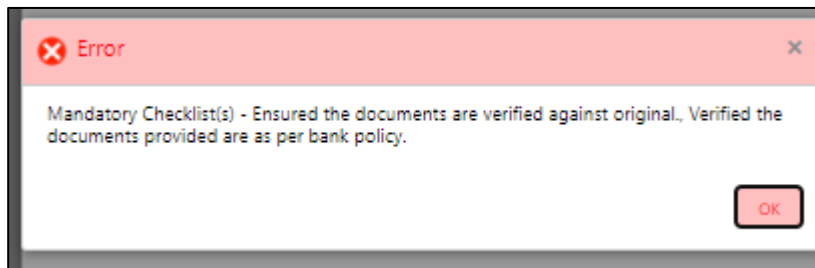 Error
Mandatory Checklist(s) - Ensured the documents are verified against original., Verified the
documents provided are as per bank policy.
OK